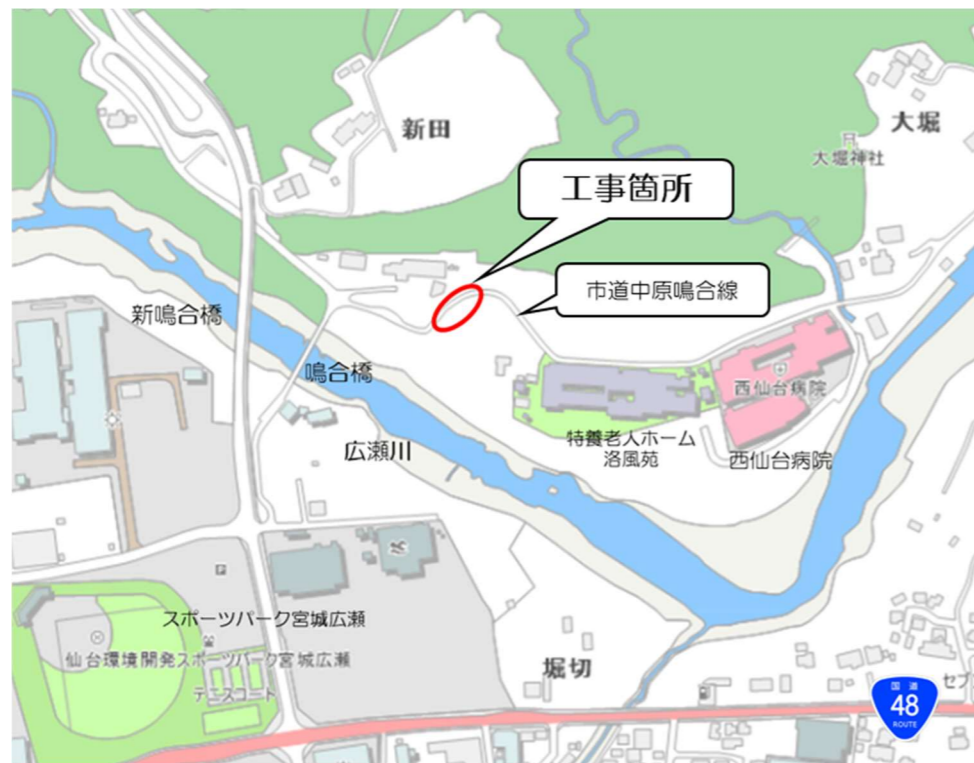 新田
大堀
大堀神社
工事箇所
市道中原鳴合線
新鳴合橋
鳴合橋
西仙台病院
広瀬川
特養老人ホーム
洛風苑
西仙台病院
スポーツパーク宮城広瀬
仙台環境開発スポーツパーク宮城広瀬
テニスコート
堀切
セブ
国道
48
ROUTE